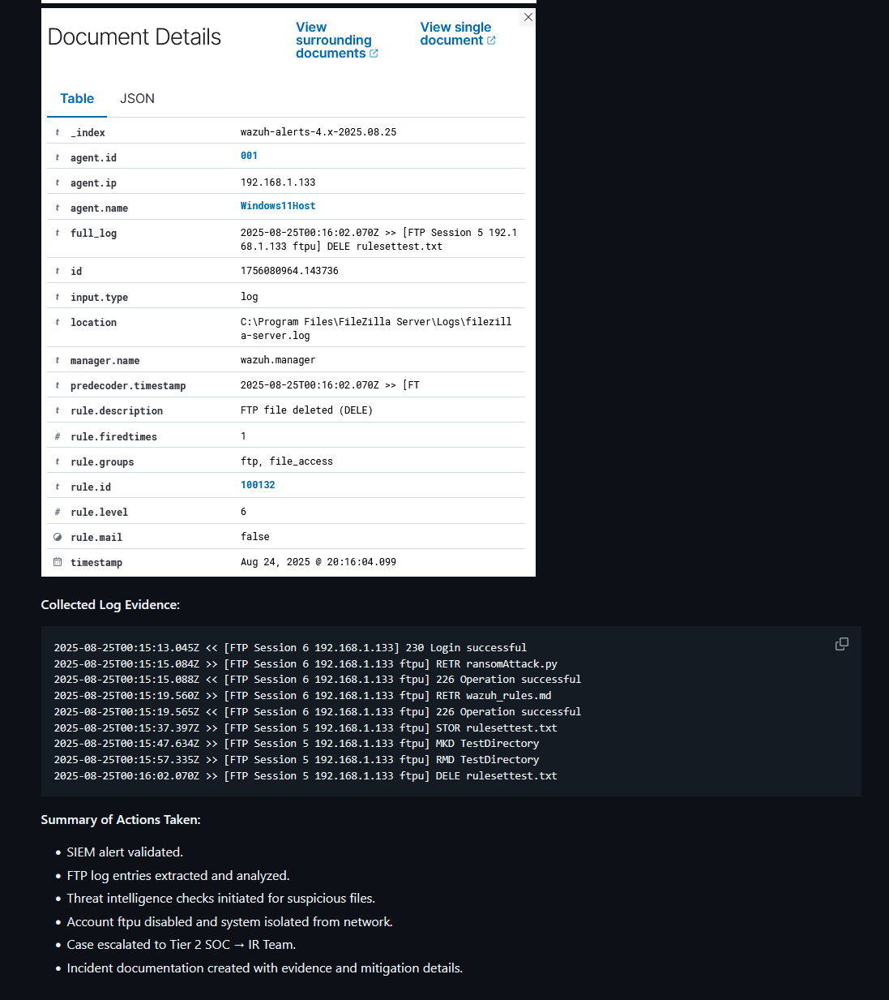 Document Details
View surrounding documents
View single document
Table JSON
t _index wazuh-alerts-4.x-2025.08.25
t agent.id 001
t agent.ip 192.168.1.133
t agent.name Windows11Host
t full_log 2025-08-25T00:16:02.070Z >> [FTP Session 5 192.1
68.1.133 ftpu] DELE rulesettest.txt
t id 1756080964.143736
t input.type log
t location C:\Program Files\FileZilla Server\Logs\filezill
a-server.log
t manager.name wazuh.manager
t predecoder.timestamp 2025-08-25T00:16:02.070Z >> [FT
t rule.description FTP file deleted (DELE)
# rule.firedtimes 1
t rule.groups ftp, file_access
t rule.id 100132
# rule.level 6
rule.mail false
timestamp Aug 24, 2025 @ 20:16:04.099
Collected Log Evidence:
2025-08-25T00:15:13.045Z << [FTP Session 6 192.168.1.133] 230 Login successful
2025-08-25T00:15:15.084Z >> [FTP Session 6 192.168.1.133 ftpu] RETR ransomAttack.py
2025-08-25T00:15:15.088Z << [FTP Session 6 192.168.1.133 ftpu] 226 Operation successful
2025-08-25T00:15:19.560Z >> [FTP Session 6 192.168.1.133 ftpu] RETR wazuh_rules.md
2025-08-25T00:15:19.565Z << [FTP Session 6 192.168.1.133 ftpu] 226 Operation successful
2025-08-25T00:15:37.397Z >> [FTP Session 5 192.168.1.133 ftpu] STOR rulesettest.txt
2025-08-25T00:15:47.634Z >> [FTP Session 5 192.168.1.133 ftpu] MKD TestDirectory
2025-08-25T00:15:57.335Z >> [FTP Session 5 192.168.1.133 ftpu] RMD TestDirectory
2025-08-25T00:16:02.070Z >> [FTP Session 5 192.168.1.133 ftpu] DELE rulesettest.txt
Summary of Actions Taken:
• SIEM alert validated.
• FTP log entries extracted and analyzed.
• Threat intelligence checks initiated for suspicious files.
• Account ftpu disabled and system isolated from network.
• Case escalated to Tier 2 SOC → IR Team.
• Incident documentation created with evidence and mitigation details.